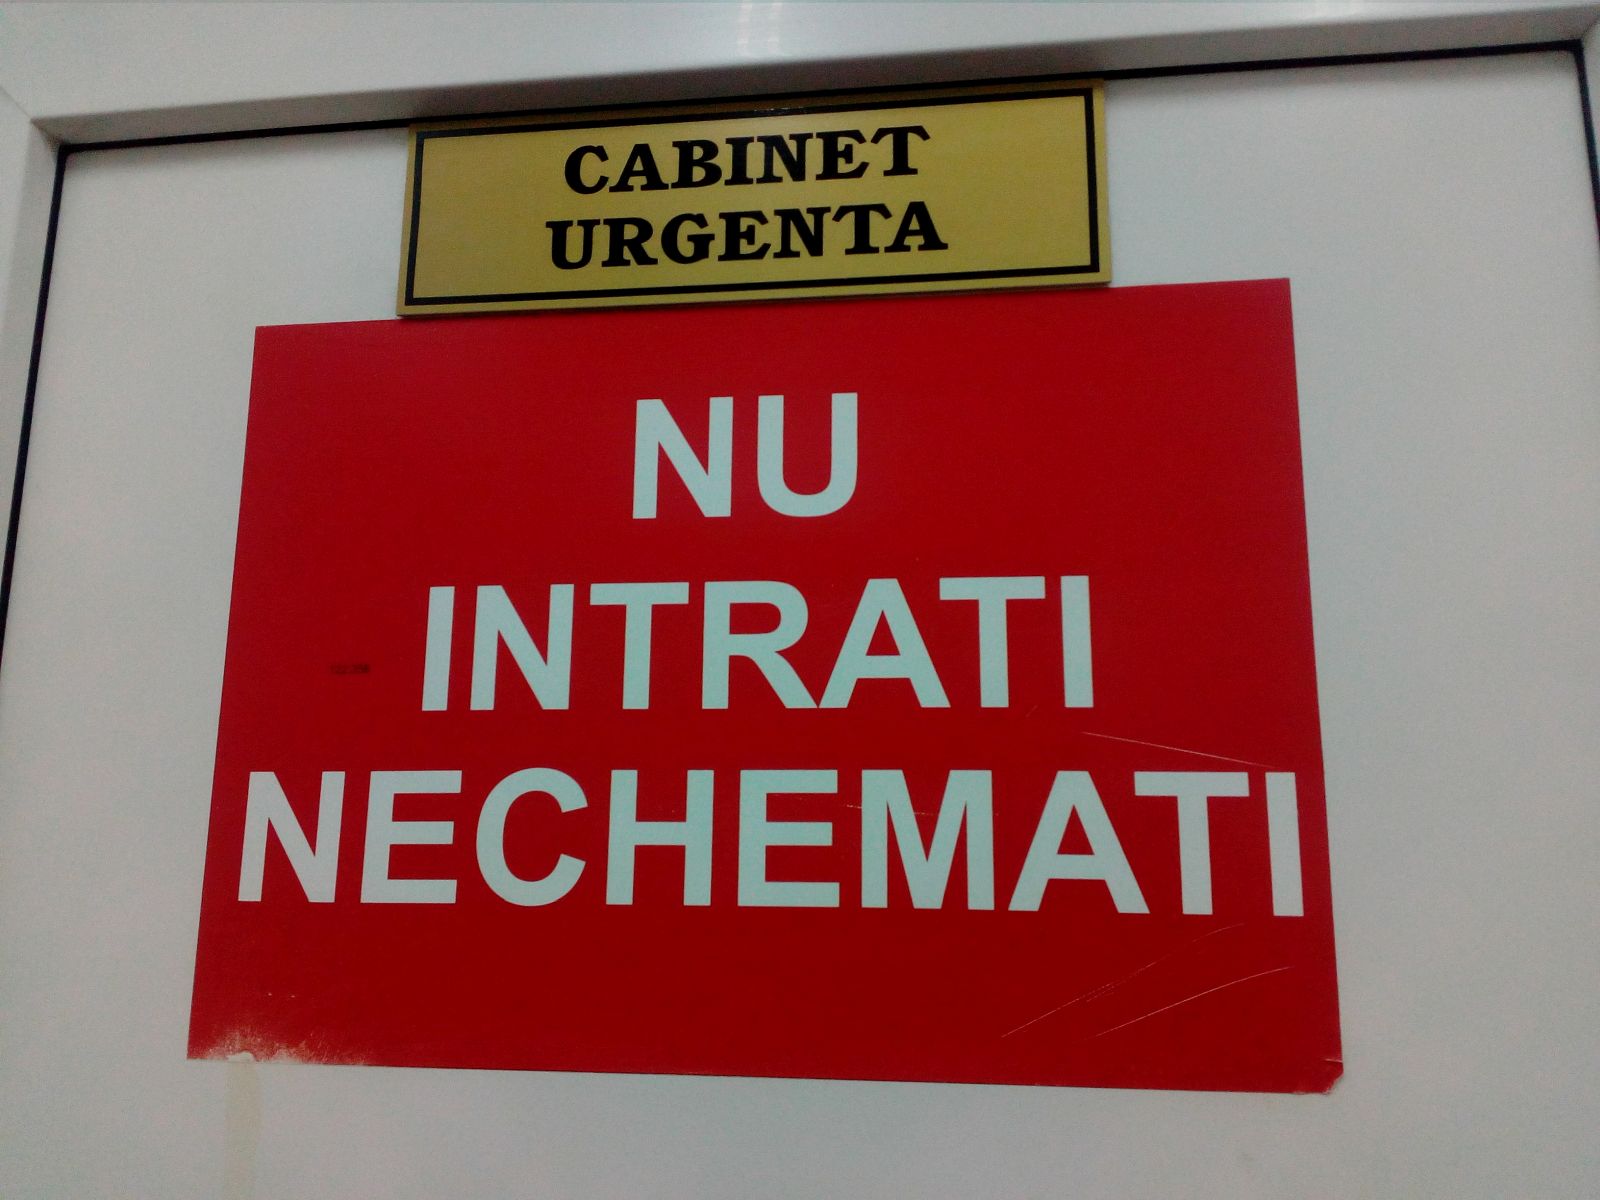 CABINET
URGENTA
NU
INTRATI
NECHEMATI